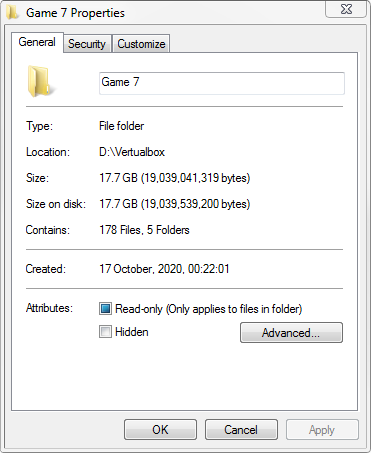 Game 7 Properties
General Security Customize
Game 7
Type: File folder
Location: D:\Vertualbox
Size: 17.7 GB (19,039,041,319 bytes)
Size on disk: 17.7 GB (19,039,539,200 bytes)
Contains: 178 Files, 5 Folders
Created: 17 October, 2020, 00:22:01
Attributes: Read-only (Only applies to files in folder)
Hidden Advanced...
OK Cancel Apply